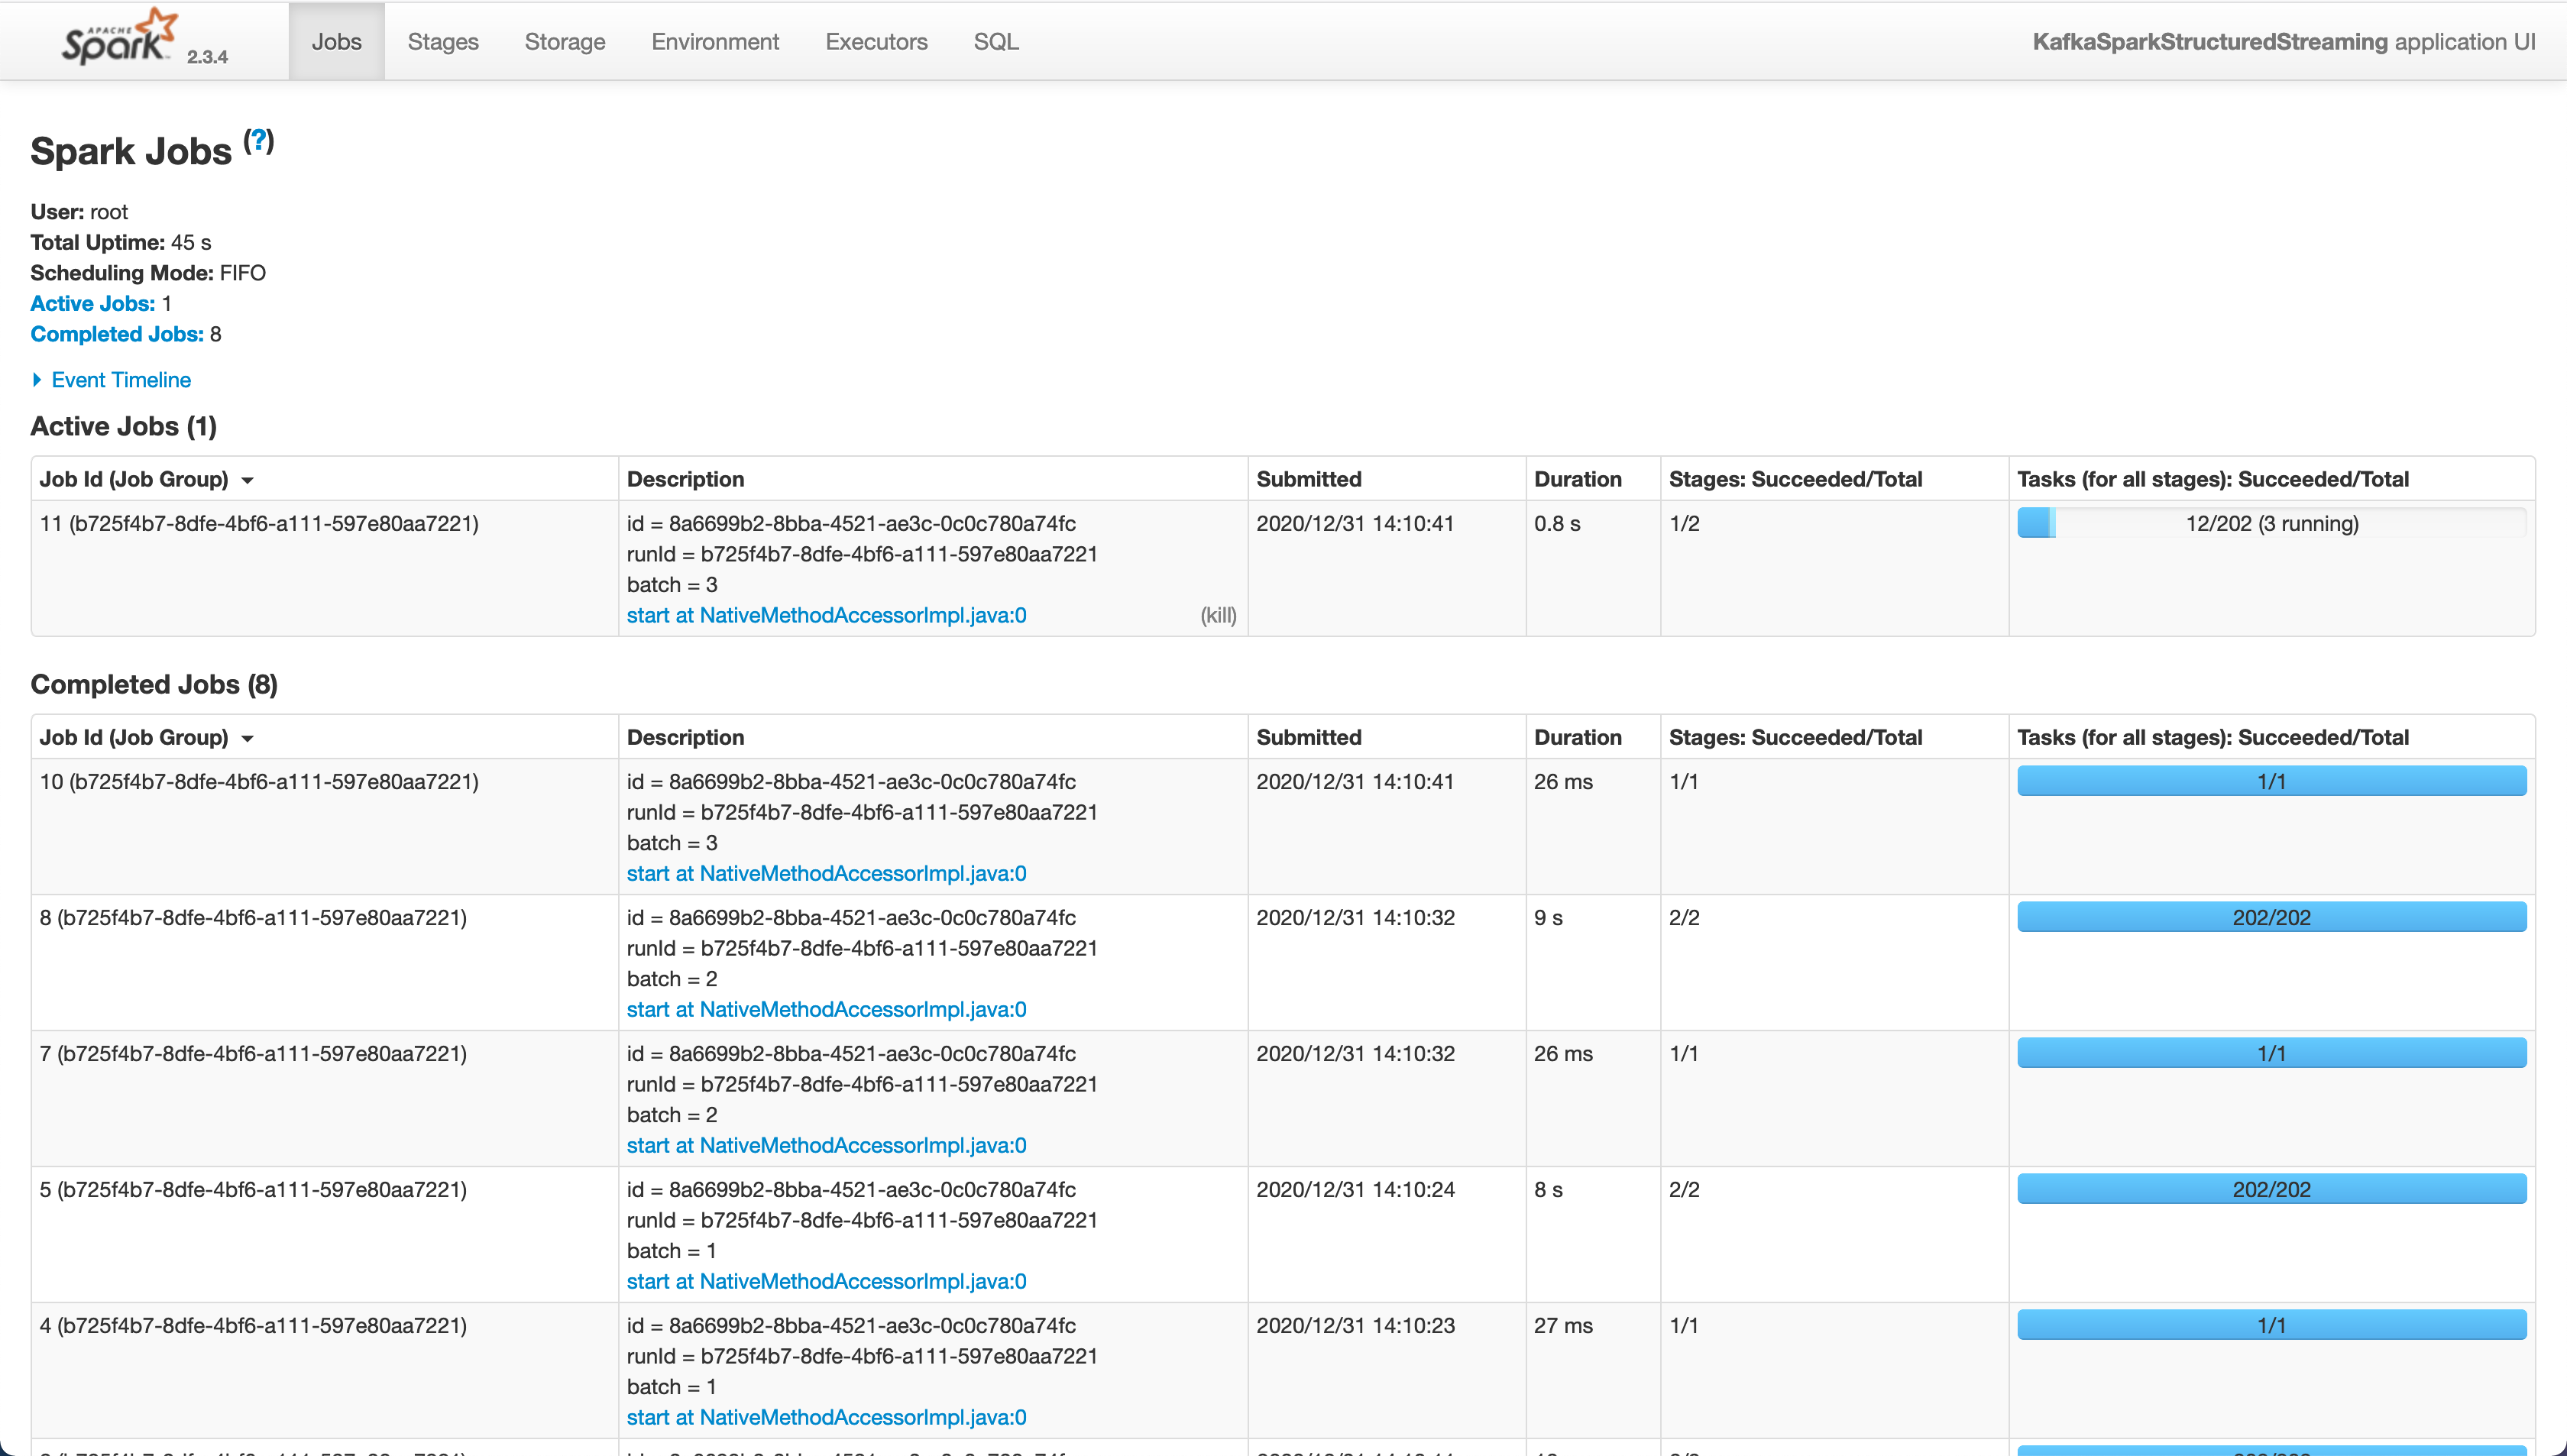 APACHE
Spark 2.3.4 Jobs Stages Storage Environment Executors SQL KafkaSparkStructuredStreaming application UI
Spark Jobs (?)
User: root
Total Uptime: 45 s
Scheduling Mode: FIFO
Active Jobs: 1
Completed Jobs: 8
Event Timeline
Active Jobs (1)
Job Id (Job Group) Description Submitted Duration Stages: Succeeded/Total Tasks (for all stages): Succeeded/Total
11 (b725f4b7-8dfe-4bf6-a111-597e80aa7221) id = 8a6699b2-8bba-4521-ae3c-0c0c780a74fc 2020/12/31 14:10:41 0.8 s 1/2 12/202 (3 running)
runId = b725f4b7-8dfe-4bf6-a111-597e80aa7221
batch = 3
start at NativeMethodAccessorImpl.java:0 (kill)
Completed Jobs (8)
Job Id (Job Group) Description Submitted Duration Stages: Succeeded/Total Tasks (for all stages): Succeeded/Total
10 (b725f4b7-8dfe-4bf6-a111-597e80aa7221) id = 8a6699b2-8bba-4521-ae3c-0c0c780a74fc 2020/12/31 14:10:41 26 ms 1/1 1/1
runId = b725f4b7-8dfe-4bf6-a111-597e80aa7221
batch = 3
start at NativeMethodAccessorImpl.java:0
8 (b725f4b7-8dfe-4bf6-a111-597e80aa7221) id = 8a6699b2-8bba-4521-ae3c-0c0c780a74fc 2020/12/31 14:10:32 9 s 2/2 202/202
runId = b725f4b7-8dfe-4bf6-a111-597e80aa7221
batch = 2
start at NativeMethodAccessorImpl.java:0
7 (b725f4b7-8dfe-4bf6-a111-597e80aa7221) id = 8a6699b2-8bba-4521-ae3c-0c0c780a74fc 2020/12/31 14:10:32 26 ms 1/1 1/1
runId = b725f4b7-8dfe-4bf6-a111-597e80aa7221
batch = 2
start at NativeMethodAccessorImpl.java:0
5 (b725f4b7-8dfe-4bf6-a111-597e80aa7221) id = 8a6699b2-8bba-4521-ae3c-0c0c780a74fc 2020/12/31 14:10:24 8 s 2/2 202/202
runId = b725f4b7-8dfe-4bf6-a111-597e80aa7221
batch = 1
start at NativeMethodAccessorImpl.java:0
4 (b725f4b7-8dfe-4bf6-a111-597e80aa7221) id = 8a6699b2-8bba-4521-ae3c-0c0c780a74fc 2020/12/31 14:10:23 27 ms 1/1 1/1
runId = b725f4b7-8dfe-4bf6-a111-597e80aa7221
batch = 1
start at NativeMethodAccessorImpl.java:0